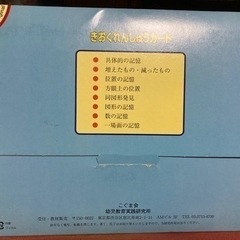 きおくれんしゅうカード
• 具体物の記憶
• 増えたもの・減ったもの
• 位置の記憶
• 方眼上の位置
• 同図形発見
• 図形の記憶
• 数の記憶
• 一場面の記憶
こぐま会
幼児教育実践研究所